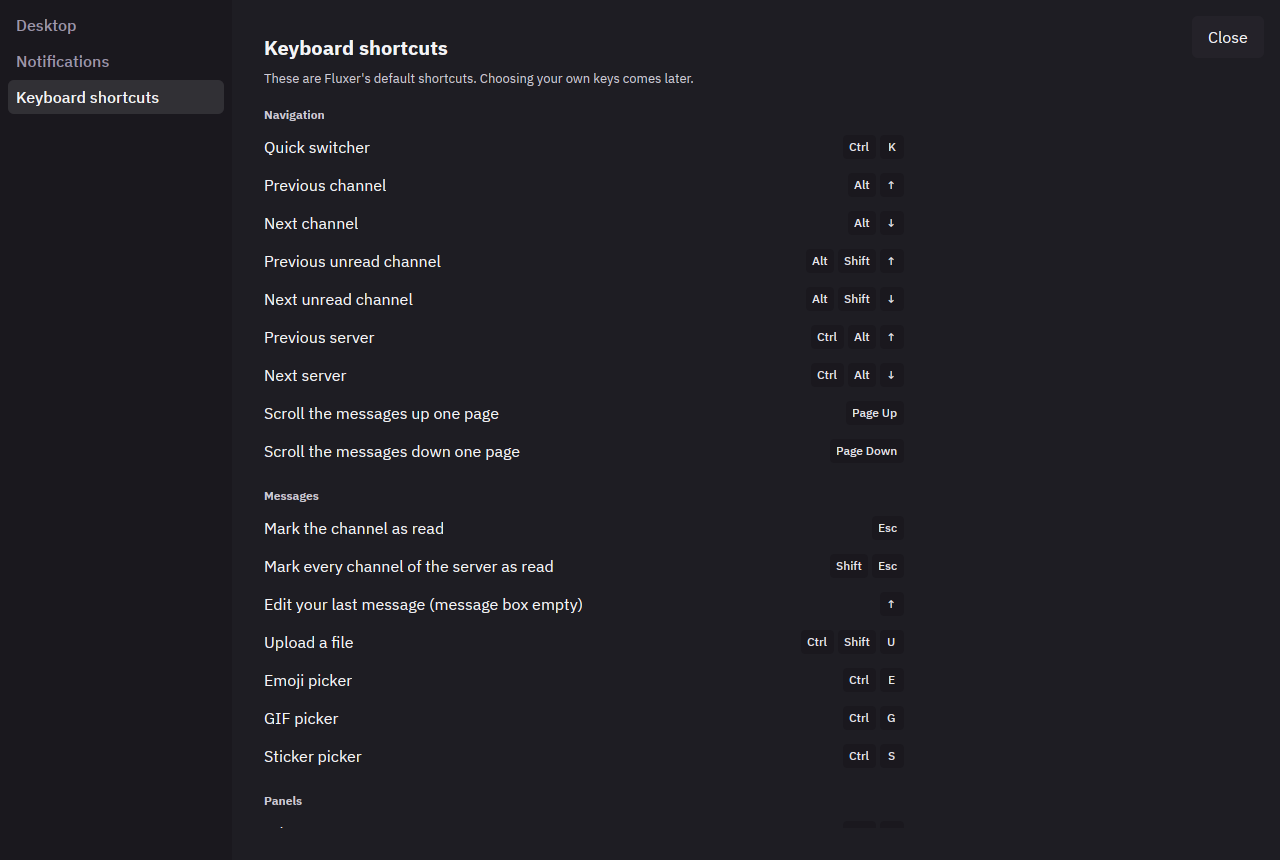 Desktop
Notifications
Keyboard shortcuts
Close
Keyboard shortcuts
These are Fluxer's default shortcuts. Choosing your own keys comes later.
Navigation
Quick switcher Ctrl K
Previous channel Alt ↑
Next channel Alt ↓
Previous unread channel Alt Shift ↑
Next unread channel Alt Shift ↓
Previous server Ctrl Alt ↑
Next server Ctrl Alt ↓
Scroll the messages up one page Page Up
Scroll the messages down one page Page Down
Messages
Mark the channel as read Esc
Mark every channel of the server as read Shift Esc
Edit your last message (message box empty) ↑
Upload a file Ctrl Shift U
Emoji picker Ctrl E
GIF picker Ctrl G
Sticker picker Ctrl S
Panels